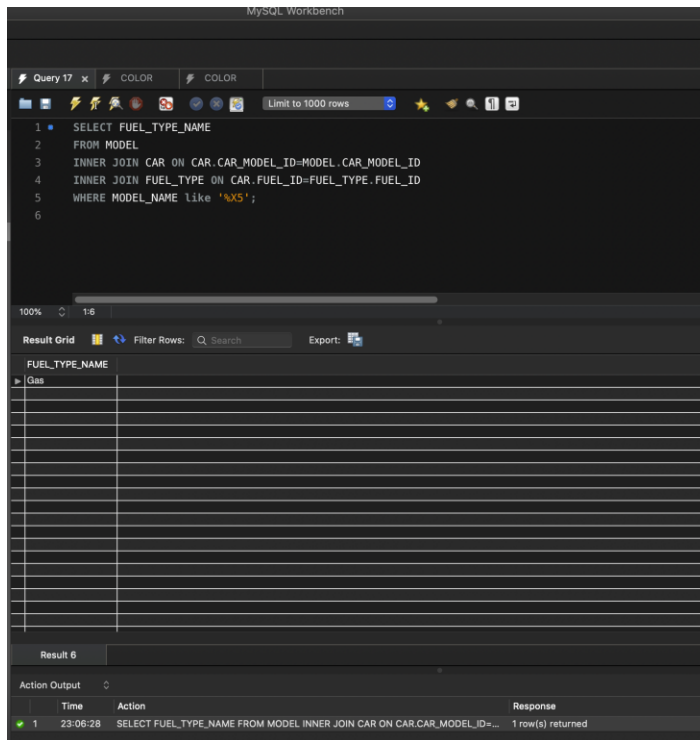 MySQL Workbench
Query 17 x COLOR COLOR
Limit to 1000 rows
1 SELECT FUEL_TYPE_NAME
2 FROM MODEL
3 INNER JOIN CAR ON CAR.CAR_MODEL_ID=MODEL.CAR_MODEL_ID
4 INNER JOIN FUEL_TYPE ON CAR.FUEL_ID=FUEL_TYPE.FUEL_ID
5 WHERE MODEL_NAME like '%X5';
6
100% 1:6
Result Grid Filter Rows: Search Export:
FUEL_TYPE_NAME
Gas
Result 6
Action Output
Time Action Response
1 23:06:28 SELECT FUEL_TYPE_NAME FROM MODEL INNER JOIN CAR ON CAR.CAR_MODEL_ID=... 1 row(s) returned